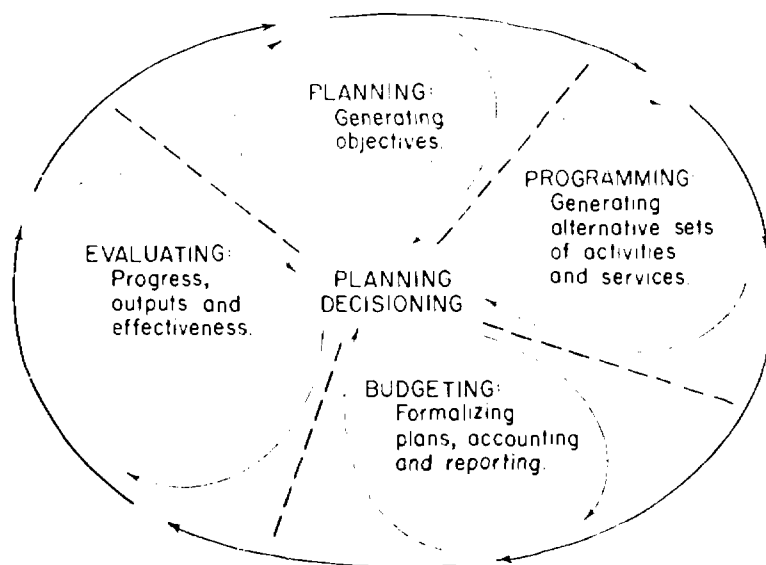 PLANNING:
Generating
objectives.
PROGRAMMING:
Generating
alternative sets
of activities
and services.
EVALUATING:
Progress,
outputs and
effectiveness.
PLANNING
DECISIONING
BUDGETING:
Formalizing
plans, accounting
and reporting.